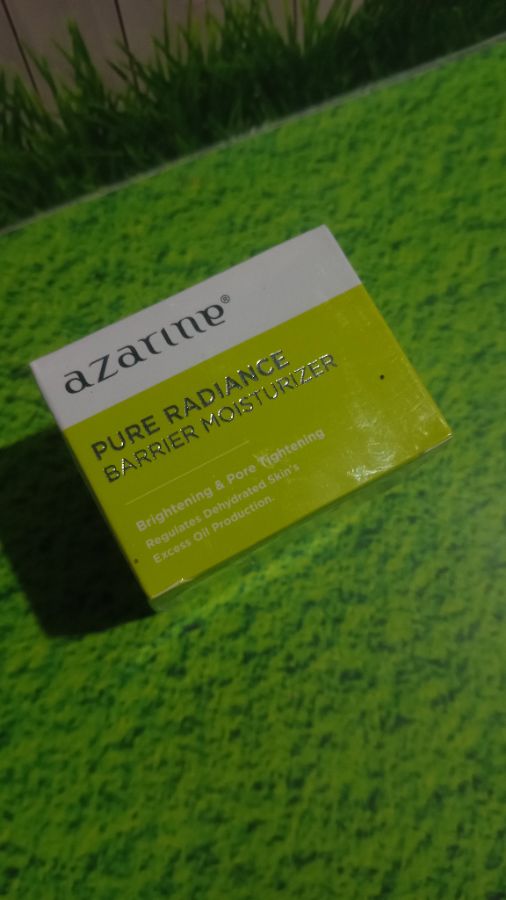 azarine®
PURE RADIANCE
BARRIER MOISTURIZER
Brightening & Pore Tightening
Regulates Dehydrated Skin's
Excess Oil Production.